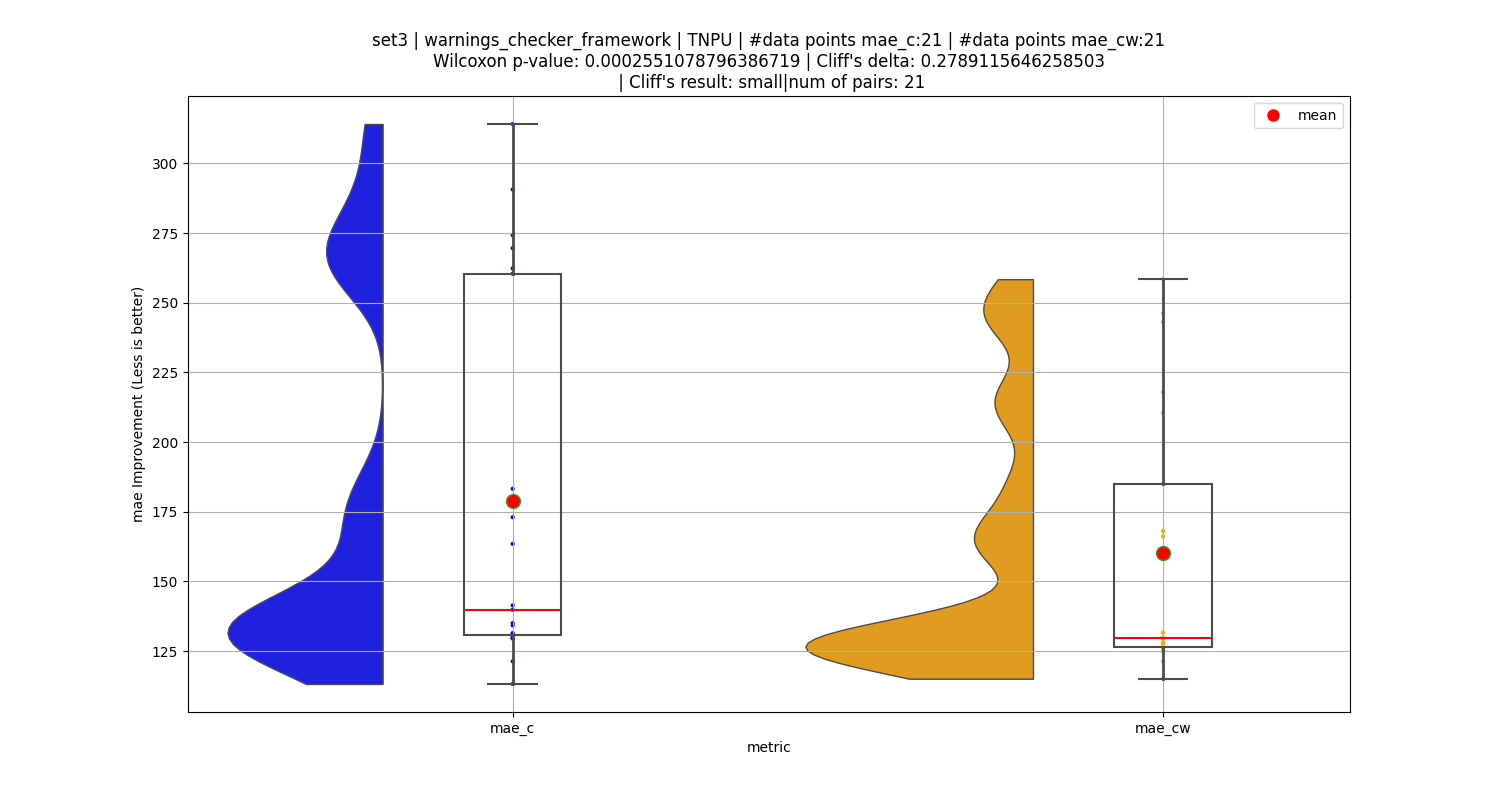 set3 | warnings_checker_framework | TNPU | #data points mae_c:21 | #data points mae_cw:21
Wilcoxon p-value: 0.0002551078796386719 | Cliff's delta: 0.2789115646258503
| Cliff's result: small|num of pairs: 21
mean
300
275
250
225
200
175
150
125
mae Improvement (Less is better)
mae_c
mae_cw
metric